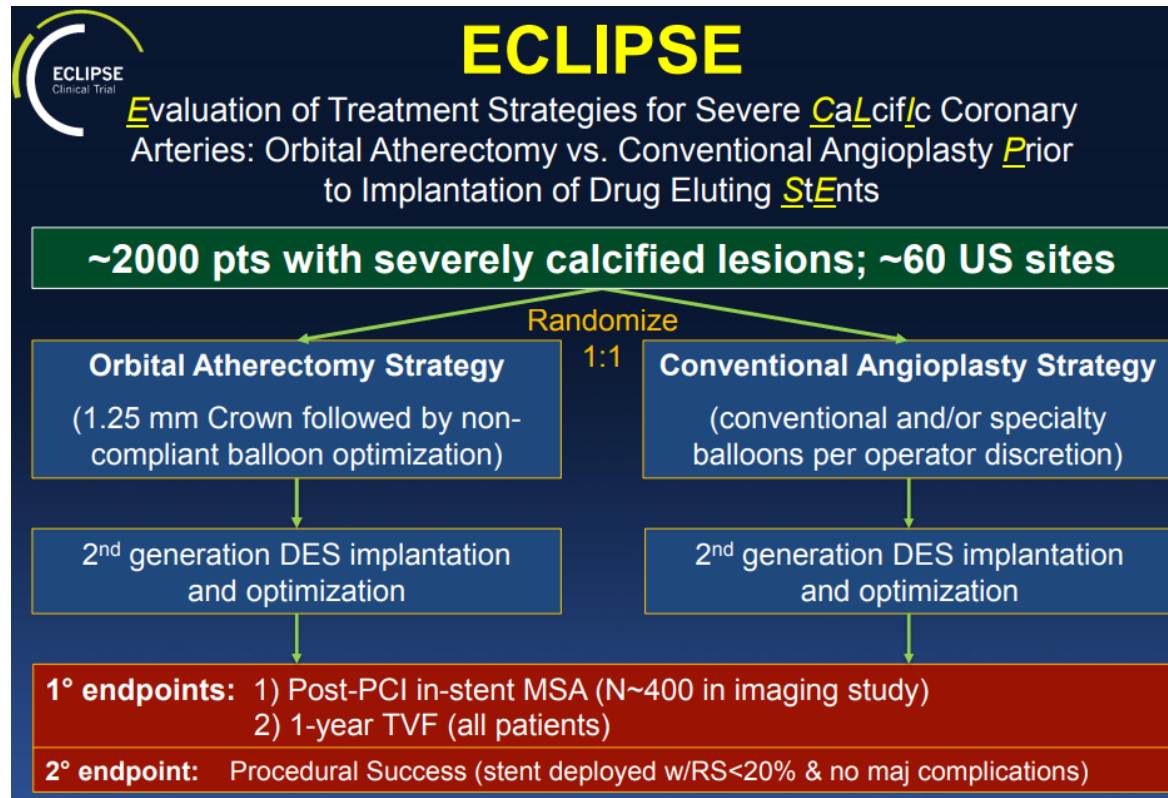 ECLIPSE
Clinical Trial
ECLIPSE
Evaluation of Treatment Strategies for Severe CaLcifIc Coronary
Arteries: Orbital Atherectomy vs. Conventional Angioplasty Prior
to Implantation of Drug Eluting StEnts
~2000 pts with severely calcified lesions; ~60 US sites
Randomize
1:1
Orbital Atherectomy Strategy
(1.25 mm Crown followed by non-
compliant balloon optimization)
Conventional Angioplasty Strategy
(conventional and/or specialty
balloons per operator discretion)
2nd generation DES implantation
and optimization
2nd generation DES implantation
and optimization
1° endpoints: 1) Post-PCI in-stent MSA (N~400 in imaging study)
2) 1-year TVF (all patients)
2° endpoint: Procedural Success (stent deployed w/RS<20% & no maj complications)